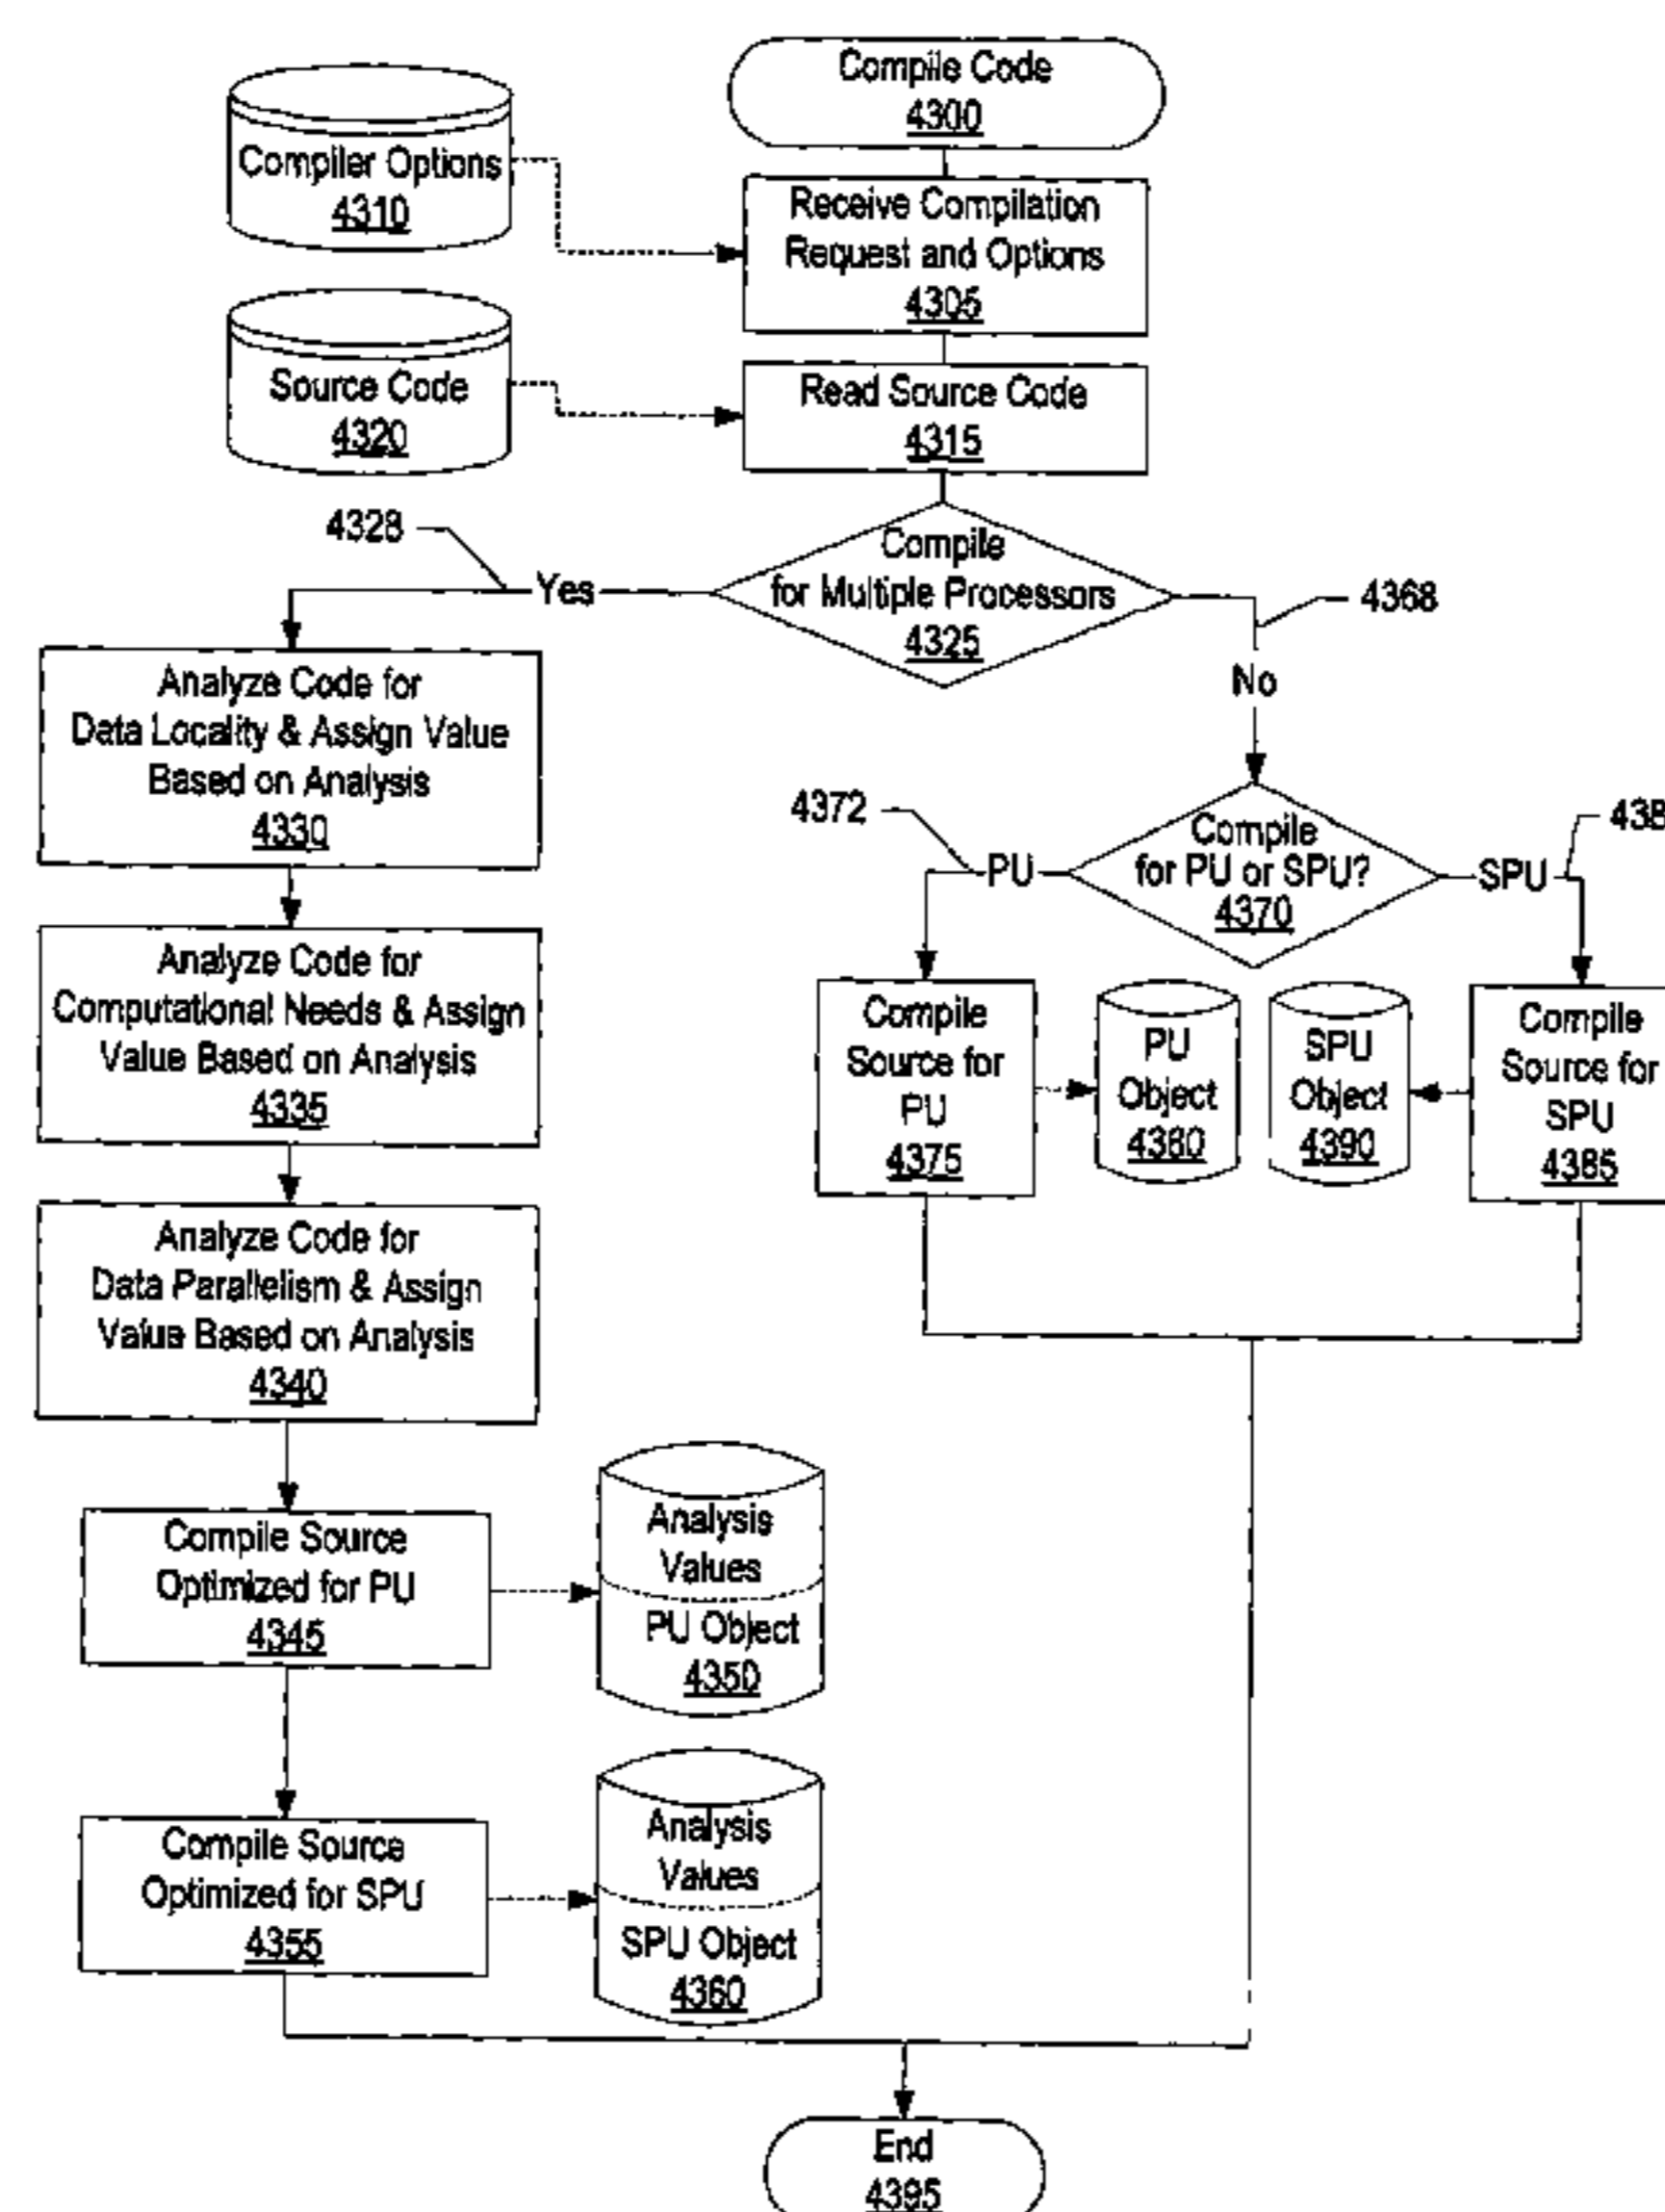 Compile Code
4300
Compiler Options
4310
Receive Compilation
Request and Options
4305
Source Code
4320
Read Source Code
4315
Compile
for Multiple Processors
4325
4328
Yes
4368
No
Analyze Code for
Data Locality & Assign Value
Based on Analysis
4330
Analyze Code for
Computational Needs & Assign
Value Based on Analysis
4335
Analyze Code for
Data Parallelism & Assign
Value Based on Analysis
4340
Compile Source
Optimized for PU
4345
Analysis
Values
PU Object
4350
Compile Source
Optimized for SPU
4355
Analysis
Values
SPU Object
4360
4372
PU
Compile
for PU or SPU?
4370
SPU
438
Compile
Source for
PU
4375
PU
Object
4380
SPU
Object
4390
Compile
Source for
SPU
4385
End
4395